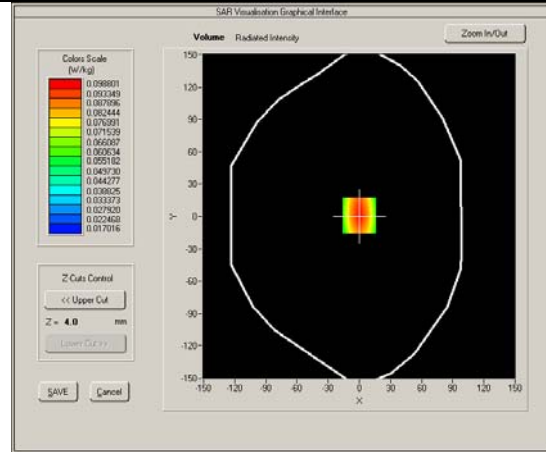 SAR Visualisation Graphical Interface
Volume Radiated Intensity
Zoom In/Out
Colors Scale
(W/kg)
0.098801
0.093349
0.087896
0.082444
0.076991
0.071539
0.066087
0.060634
0.055182
0.049730
0.044277
0.038825
0.033373
0.027920
0.022468
0.017016
Z Cuts Control
<< Upper Cut
Z = 4.0 mm
Lower Cut >>
SAVE Cancel
150
120
90
60
30
0
-30
-60
-90
-120
-150
Y
-150 -120 -90 -60 -30 0 30 60 90 120 150
X